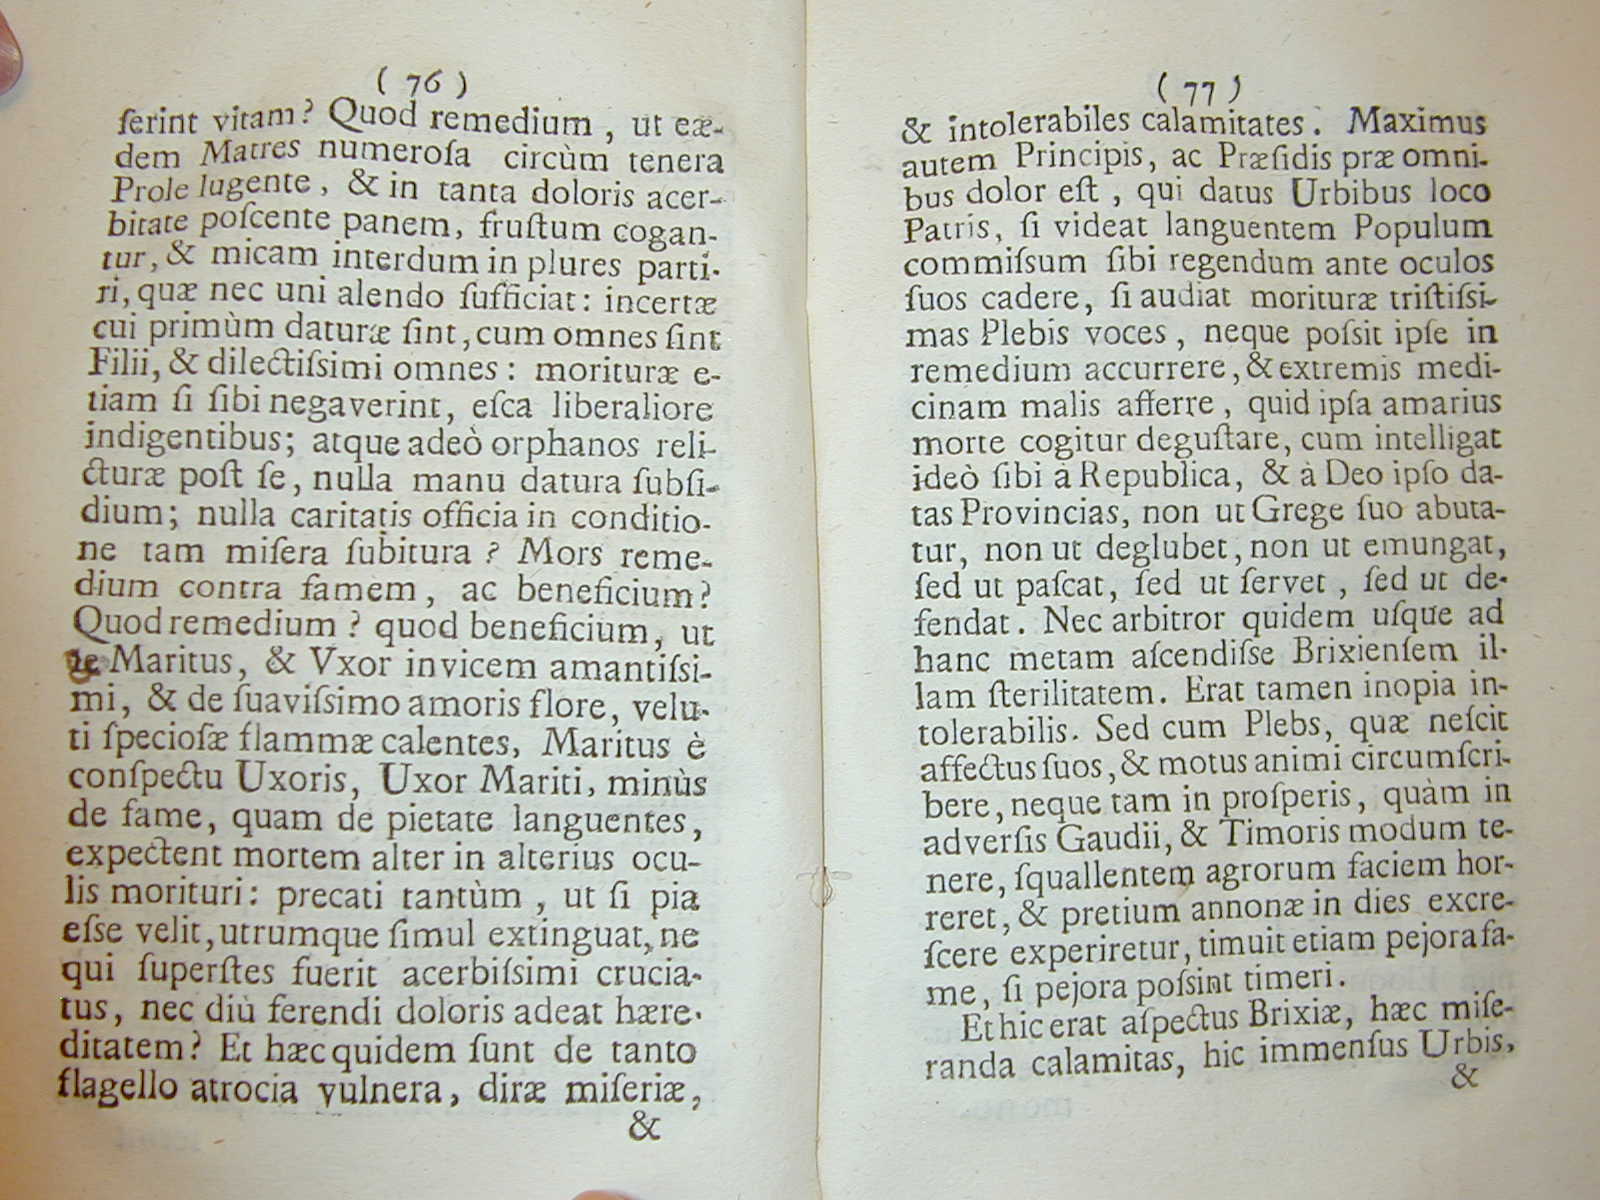 ( 76 )
ſerint vitam? Quod remedium, ut eæ-
dem Matres numeroſa circùm tenera
Prole lugente, & in tanta doloris acer-
bitate poſcente panem, fruſtum cogan-
tur, & micam interdum in plures parti-
ri, quæ nec uni alendo ſufficiat: incertæ
cui primùm daturæ ſint, cum omnes ſint
Filii, & dilectiſsimi omnes: morituræ e-
tiam ſi ſibi negaverint, eſca liberaliore
indigentibus; atque adeò orphanos reli-
cturæ poſt ſe, nulla manu datura ſubſi-
dium; nulla caritatis officia in conditio-
ne tam miſera ſubitura? Mors reme-
dium contra famem, ac beneficium?
Quod remedium? quod beneficium, ut
te Maritus, & Vxor invicem amantiſsi-
mi, & de ſuaviſsimo amoris flore, velu-
ti ſpecioſæ flammæ calentes, Maritus è
conſpectu Uxoris, Uxor Mariti, minùs
de fame, quam de pietate languentes,
expectent mortem alter in alterius ocu-
lis morituri: precati tantùm, ut ſi pia
eſse velit, utrumque ſimul extinguat, ne
qui ſuperſtes fuerit acerbiſsimi crucia-
tus, nec diù ferendi doloris adeat hære-
ditatem? Et hæc quidem ſunt de tanto
flagello atrocia vulnera, diræ miſeriæ,
&
( 77 )
& intolerabiles calamitates. Maximus
autem Principis, ac Præſidis præ omni-
bus dolor eſt, qui datus Urbibus loco
Patris, ſi videat languentem Populum
commiſsum ſibi regendum ante oculos
ſuos cadere, ſi audiat morituræ triſtiſsi-
mas Plebis voces, neque poſsit ipſe in
remedium accurrere, & extremis medi-
cinam malis afferre, quid ipſa amarius
morte cogitur deguſtare, cum intelligat
ideò ſibi à Republica, & à Deo ipſo da-
tas Provincias, non ut Grege ſuo abuta-
tur, non ut deglubet, non ut emungat,
ſed ut paſcat, ſed ut ſervet, ſed ut de-
fendat. Nec arbitror quidem uſque ad
hanc metam aſcendiſse Brixienſem il-
lam ſterilitatem. Erat tamen inopia in-
tolerabilis. Sed cum Plebs, quæ neſcit
affectus ſuos, & motus animi circumſcri-
bere, neque tam in proſperis, quàm in
adverſis Gaudii, & Timoris modum te-
nere, ſquallentem agrorum faciem hor-
reret, & pretium annonæ in dies excre-
ſcere experiretur, timuit etiam pejora fa-
me, ſi pejora poſsint timeri.
Et hic erat aſpectus Brixiæ, hæc miſe-
randa calamitas, hic immenſus Urbis,
&